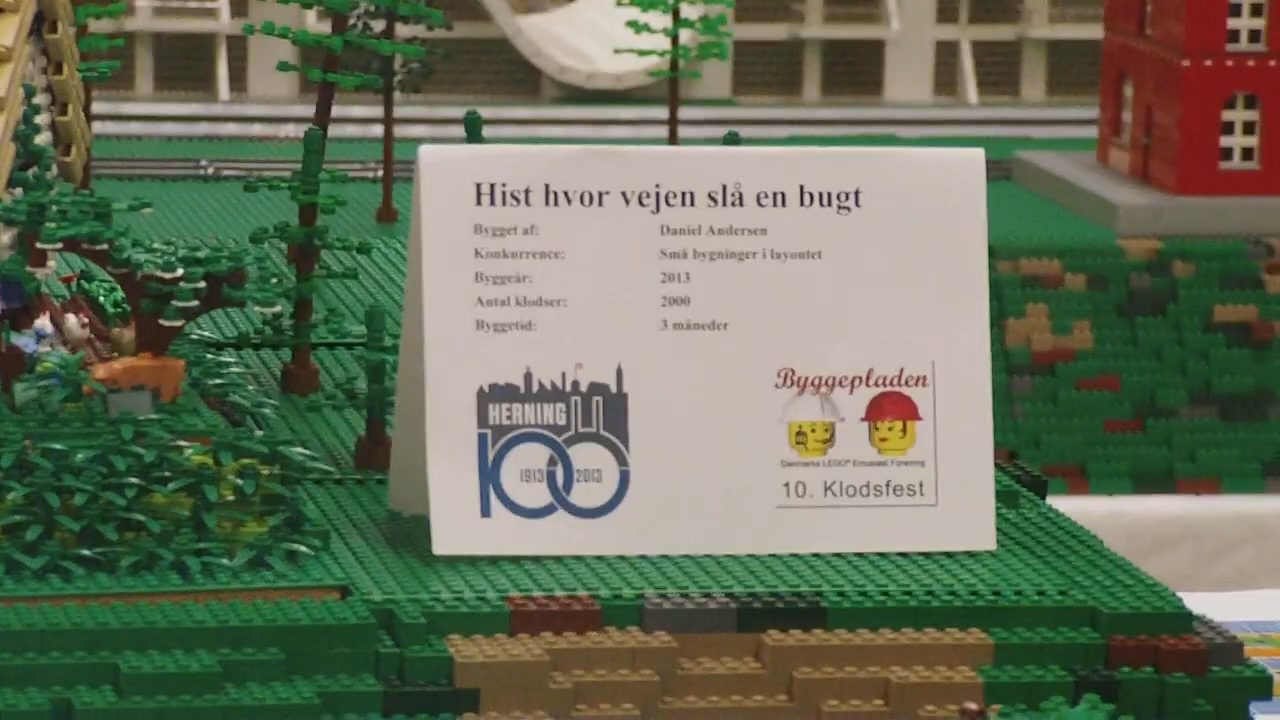 Hist hvor vejen slå en bugt
Bygget af: Daniel Andersen
Konkurrence: Små bygninger i layoutet
Byggeår: 2013
Antal klodser: 2000
Byggetid: 3 måneder
HERNING
100
1913 2013
Byggepladen
Danmarks LEGO® Entusiast Forening
10. Klodsfest